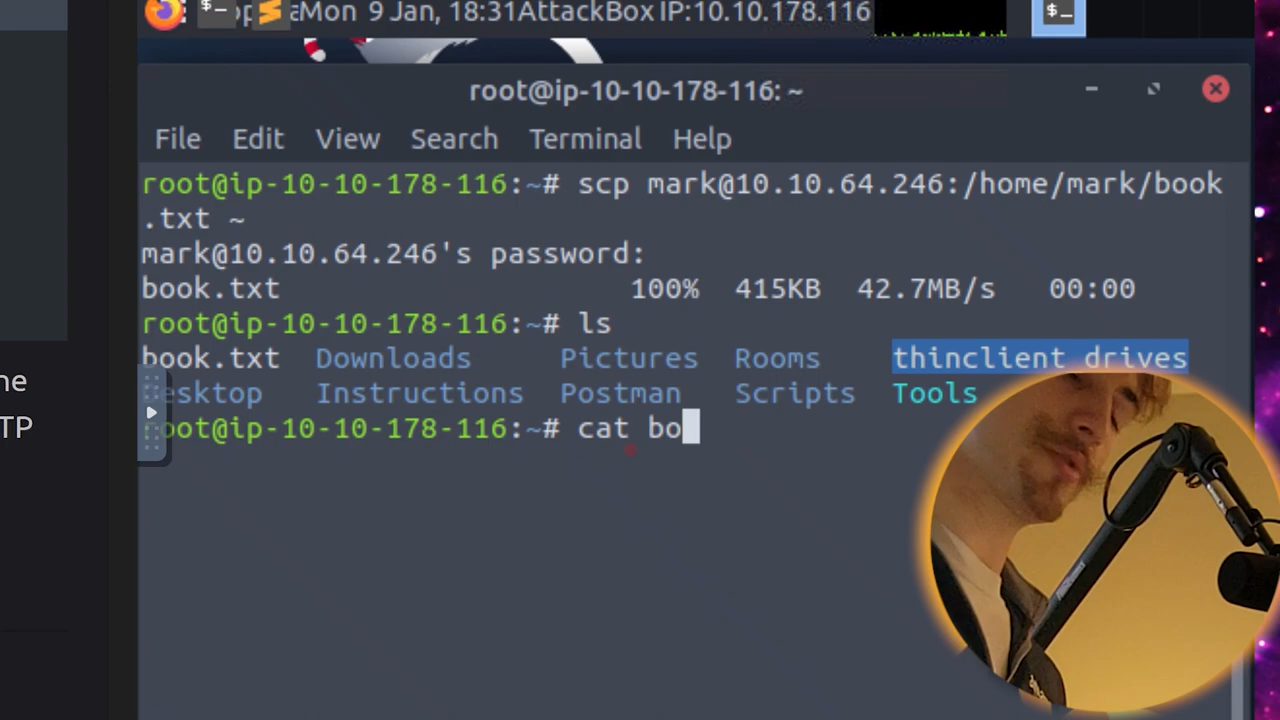 Mon 9 Jan, 18:31 AttackBox IP:10.10.178.116
root@ip-10-10-178-116: ~
File Edit View Search Terminal Help
root@ip-10-10-178-116:~# scp mark@10.10.64.246:/home/mark/book
.txt ~
mark@10.10.64.246's password:
book.txt 100% 415KB 42.7MB/s 00:00
root@ip-10-10-178-116:~# ls
book.txt Downloads Pictures Rooms thinclient_drives
Desktop Instructions Postman Scripts Tools
root@ip-10-10-178-116:~# cat bo
ne
TP